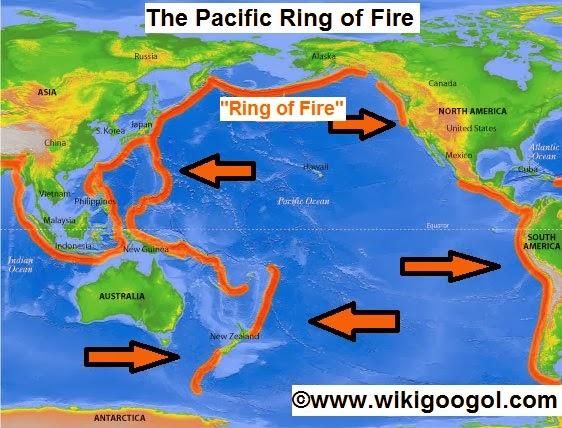 The Pacific Ring of Fire
Russia
Alaska
"Ring of Fire"
Canada
ASIA
NORTH AMERICA
Japan
S. Korea
United States
China
Atlantic
Ocean
Mexico
Hawaii
Cuba
Vietnam
Philippines
Pacific Ocean
Malaysia
Equator
Indonesia
New Guinea
SOUTH
AMERICA
Indian
Ocean
AUSTRALIA
New Zealand
©www.wikigoogol.com
ANTARCTICA